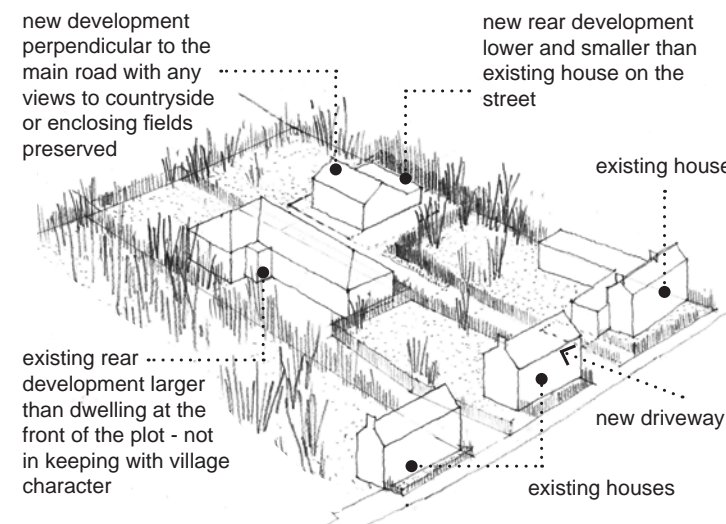 new development
perpendicular to the
main road with any
views to countryside
or enclosing fields
preserved
new rear development
lower and smaller than
existing house on the
street
existing house
existing rear
development larger
than dwelling at the
front of the plot - not
in keeping with village
character
new driveway
existing houses